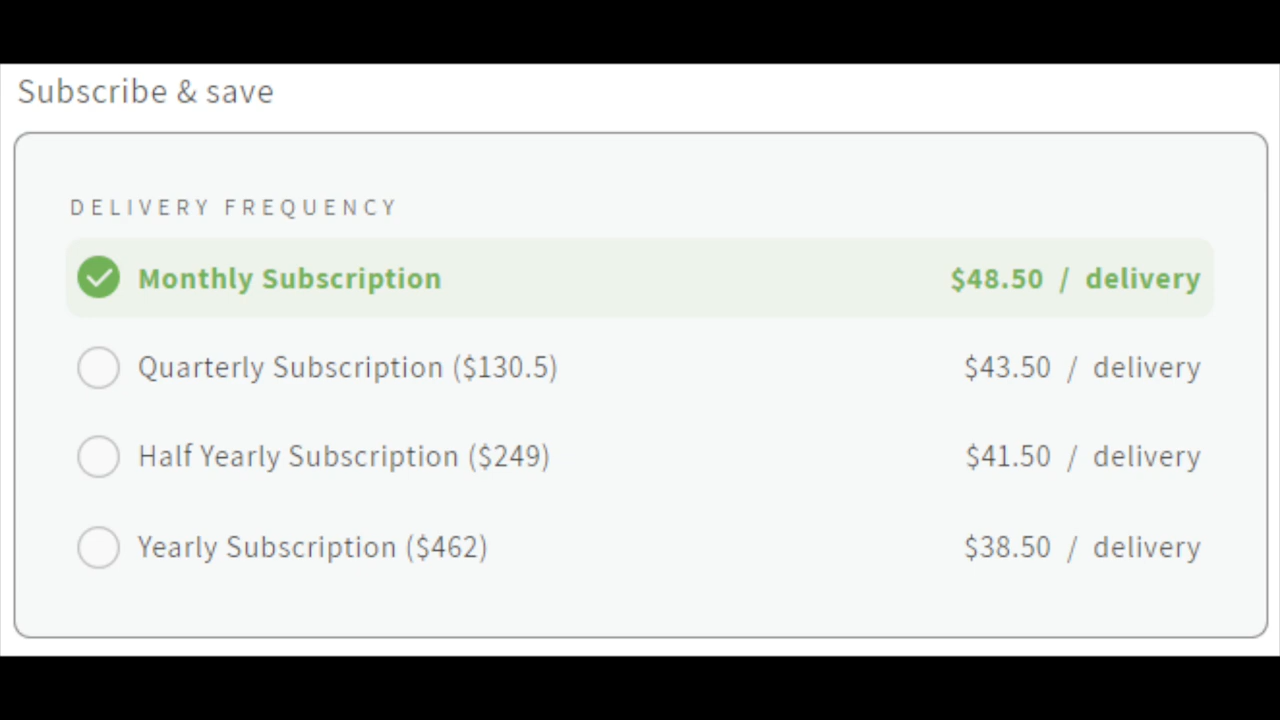 Subscribe & save
DELIVERY FREQUENCY
Monthly Subscription $48.50 / delivery
Quarterly Subscription ($130.5) $43.50 / delivery
Half Yearly Subscription ($249) $41.50 / delivery
Yearly Subscription ($462) $38.50 / delivery